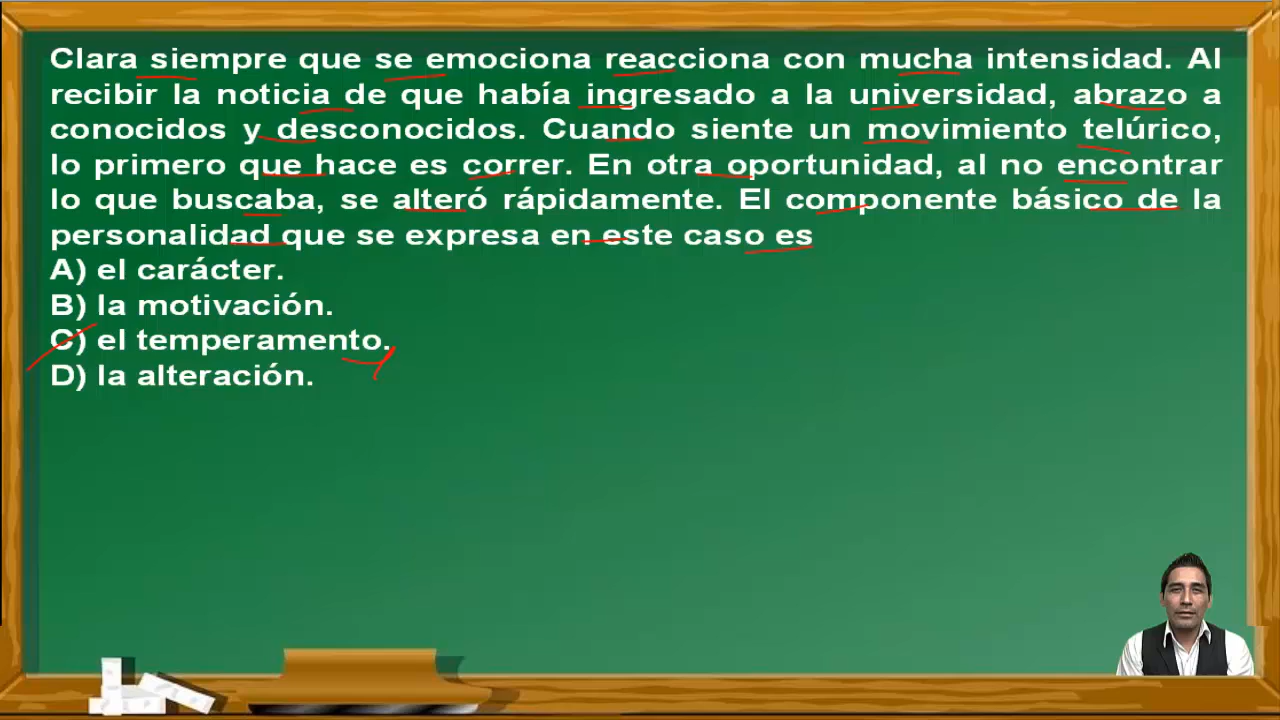 Clara siempre que se emociona reacciona con mucha intensidad. Al
recibir la noticia de que había ingresado a la universidad, abrazo a
conocidos y desconocidos. Cuando siente un movimiento telúrico,
lo primero que hace es correr. En otra oportunidad, al no encontrar
lo que buscaba, se alteró rápidamente. El componente básico de la
personalidad que se expresa en este caso es
A) el carácter.
B) la motivación.
C) el temperamento.
D) la alteración.